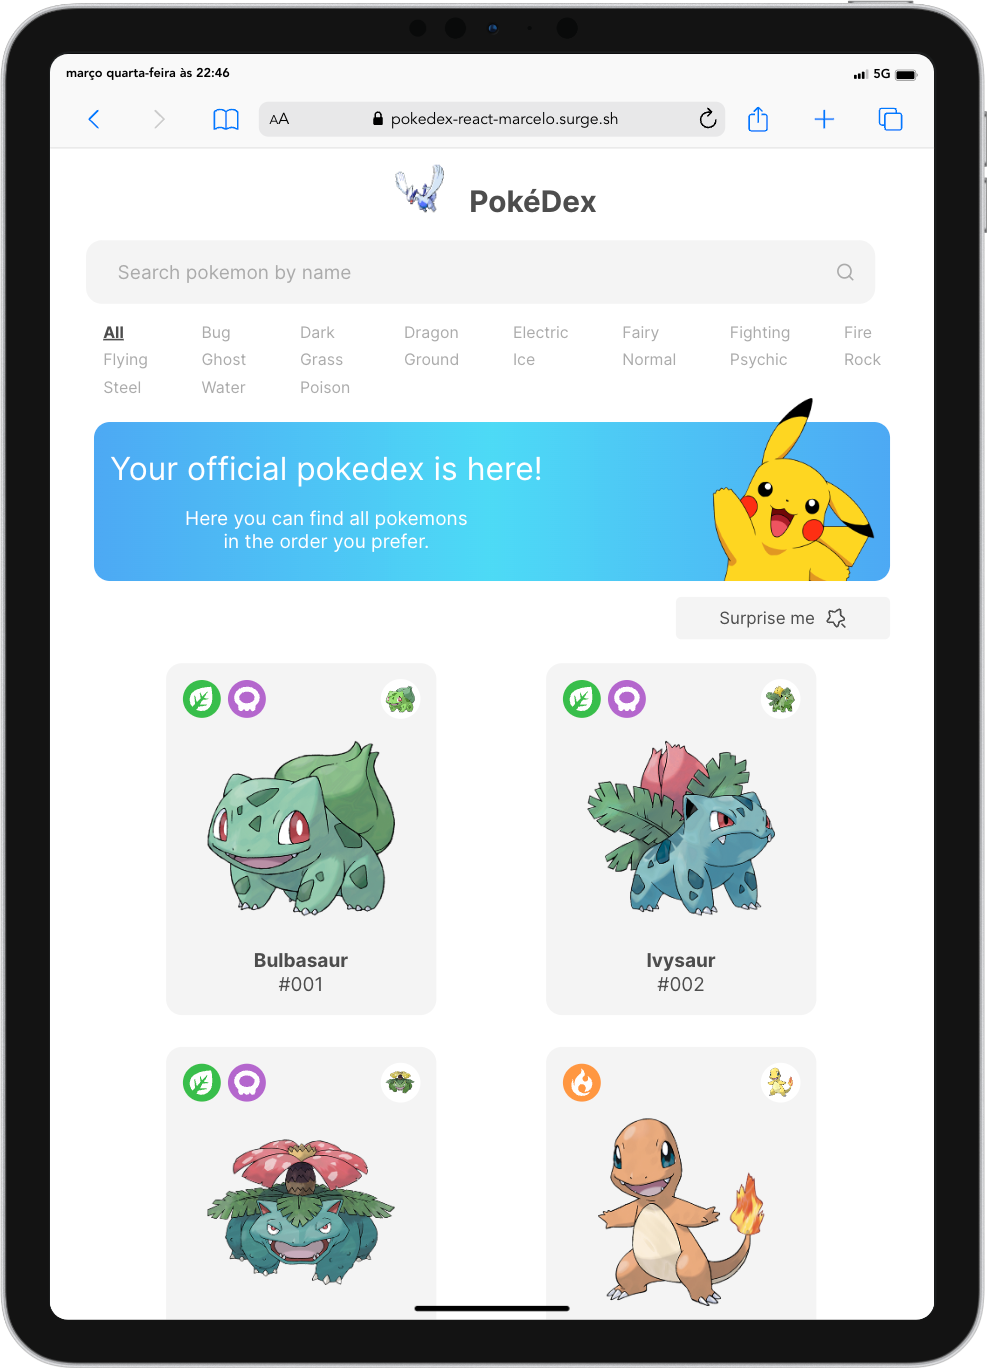 março quarta-feira às 22:46
5G
AA
pokedex-react-marcelo.surge.sh
PokéDex
Search pokemon by name
All Bug Dark Dragon Electric Fairy Fighting Fire
Flying Ghost Grass Ground Ice Normal Psychic Rock
Steel Water Poison
Your official pokedex is here!
Here you can find all pokemons
in the order you prefer.
Surprise me
Bulbasaur
#001
Ivysaur
#002